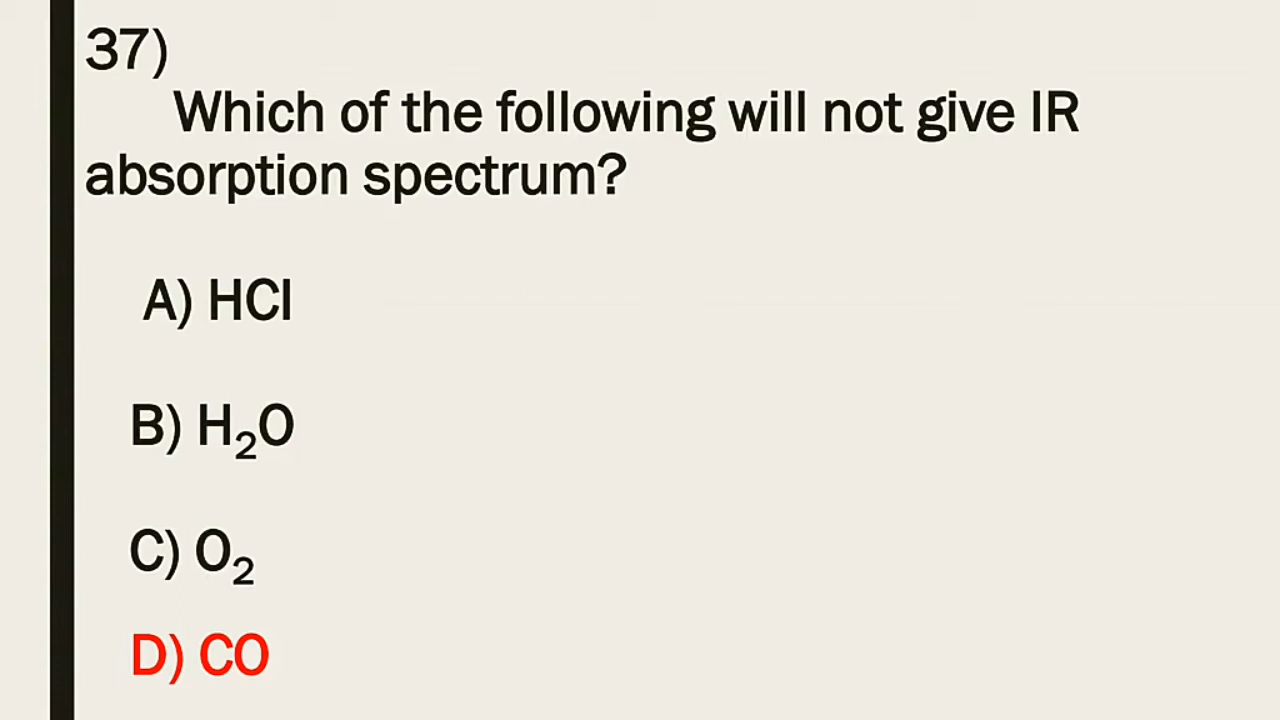 37)
Which of the following will not give IR
absorption spectrum?
A) HCl
B) H₂O
C) O₂
D) CO